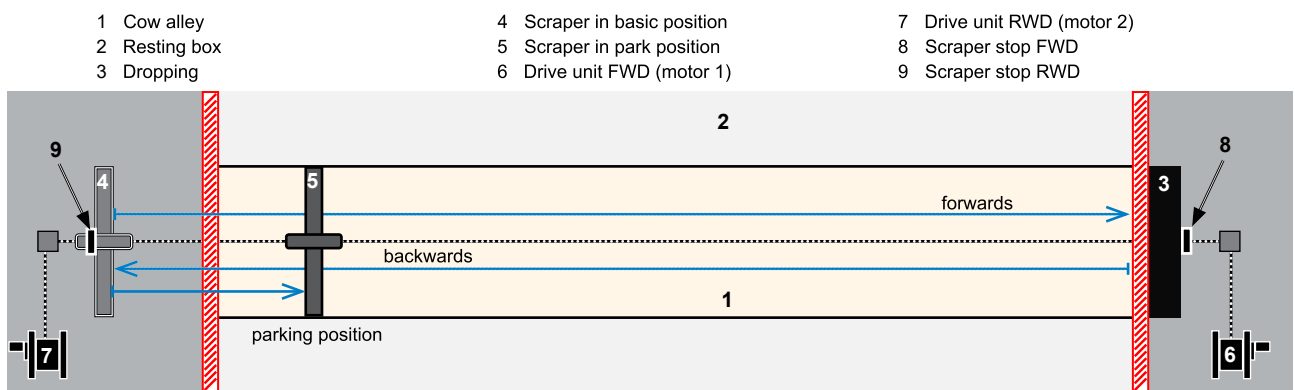 1 Cow alley
2 Resting box
3 Dropping
4 Scraper in basic position
5 Scraper in park position
6 Drive unit FWD (motor 1)
7 Drive unit RWD (motor 2)
8 Scraper stop FWD
9 Scraper stop RWD
2
9
8
4
5
3
forwards
backwards
1
parking position
7
6